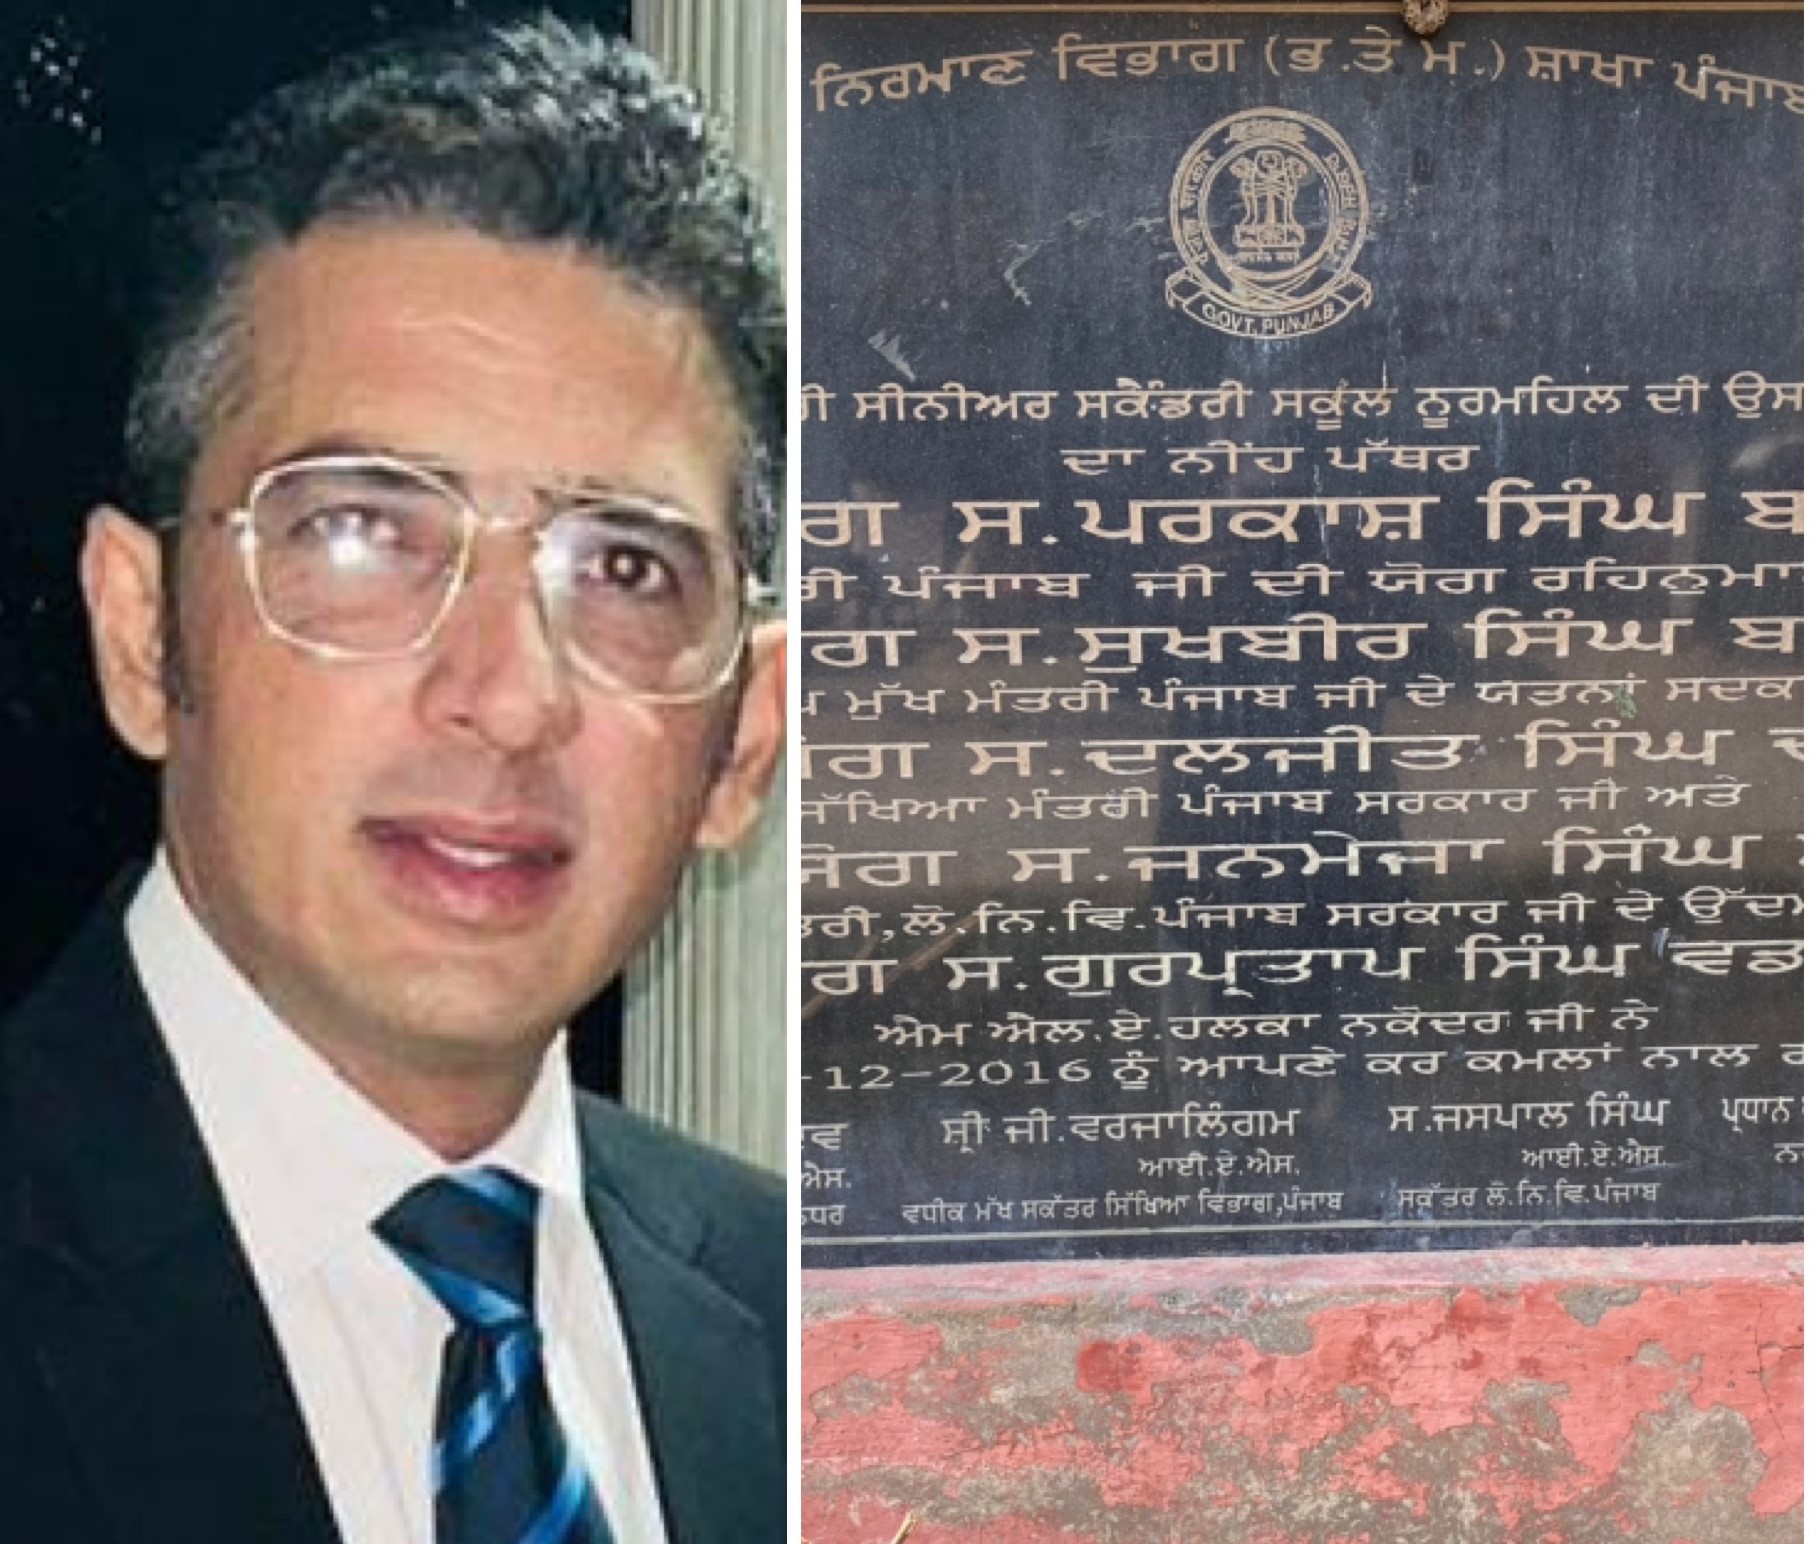 ਨਿਰਮਾਣ ਵਿਭਾਗ (ਭ.ਤੇ ਮ.) ਸ਼ਾਖਾ ਪੰਜਾਬ
GOVT. PUNJAB
ਸੀਨੀਅਰ ਸਕੈਂਡਰੀ ਸਕੂਲ ਨੂਰਮਹਿਲ ਦੀ
ਦਾ ਨੀਂਹ ਪੱਥਰ
ਸ.ਪਰਕਾਸ਼ ਸਿੰਘ
ਪੰਜਾਬ ਜੀ ਦੀ ਯੋਗ
ਸ.ਸੁਖਬੀਰ ਸਿੰਘ
ਮੁੱਖ ਮੰਤਰੀ ਪੰਜਾਬ ਜੀ ਦੇ ਯਤਨਾਂ ਸਦਕਾ
ਸ.ਦਲਜੀਤ ਸਿੰਘ
ਸਿੱਖਿਆ ਮੰਤਰੀ ਪੰਜਾਬ ਸਰਕਾਰ ਜੀ ਅਤੇ
ਸ.ਜਨਮੇਜਾ ਸਿੰਘ
ਲੋ.ਨਿ.ਵਿ.ਪੰਜਾਬ ਸਰਕਾਰ ਜੀ ਦੇ
ਸ.ਗੁਰਪ੍ਰਤਾਪ ਸਿੰਘ
ਐਮ ਐਲ.ਏ.ਹਲਕਾ ਨਕੋਦਰ ਜੀ ਨੇ
-12-2016 ਨੂੰ ਆਪਣੇ ਕਰ ਕਮਲਾਂ ਨਾਲ
ਸ਼੍ਰੀ ਜੀ.ਵਰਜਾਲਿੰਗਮ ਸ.ਜਸਪਾਲ ਸਿੰਘ ਪ੍ਰਧਾਨ
ਆਈ.ਏ.ਐਸ. ਆਈ.ਏ.ਐਸ.
ਵਧੀਕ ਮੁੱਖ ਸਕੱਤਰ ਸਿੱਖਿਆ ਵਿਭਾਗ,ਪੰਜਾਬ ਸਕੱਤਰ ਲੋ.ਨਿ.ਵਿ.ਪੰਜਾਬ